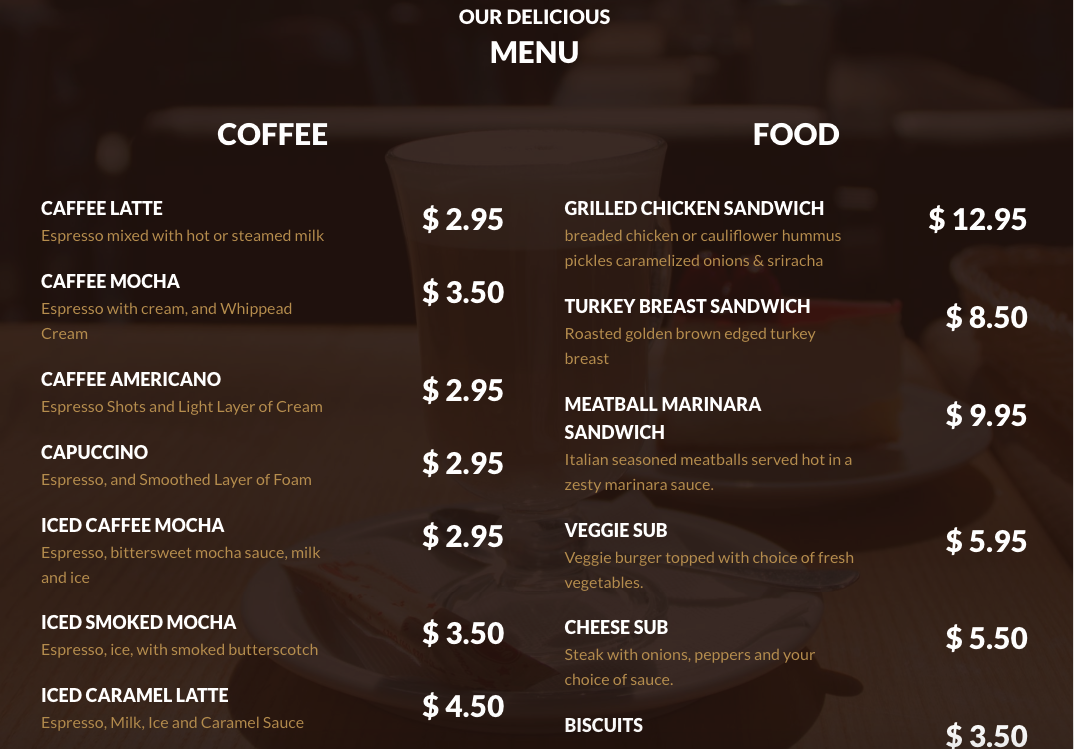 OUR DELICIOUS
MENU
COFFEE
CAFFEE LATTE
$ 2.95
Espresso mixed with hot or steamed milk
CAFFEE MOCHA
$ 3.50
Espresso with cream, and Whippead
Cream
CAFFEE AMERICANO
$ 2.95
Espresso Shots and Light Layer of Cream
CAPUCCINO
$ 2.95
Espresso, and Smoothed Layer of Foam
ICED CAFFEE MOCHA
$ 2.95
Espresso, bittersweet mocha sauce, milk
and ice
ICED SMOKED MOCHA
$ 3.50
Espresso, ice, with smoked butterscotch
ICED CARAMEL LATTE
$ 4.50
Espresso, Milk, Ice and Caramel Sauce
FOOD
GRILLED CHICKEN SANDWICH
$ 12.95
breaded chicken or cauliflower hummus
pickles caramelized onions & sriracha
TURKEY BREAST SANDWICH
$ 8.50
Roasted golden brown edged turkey
breast
MEATBALL MARINARA
SANDWICH
$ 9.95
Italian seasoned meatballs served hot in a
zesty marinara sauce.
VEGGIE SUB
$ 5.95
Veggie burger topped with choice of fresh
vegetables.
CHEESE SUB
$ 5.50
Steak with onions, peppers and your
choice of sauce.
BISCUITS
$ 3.50